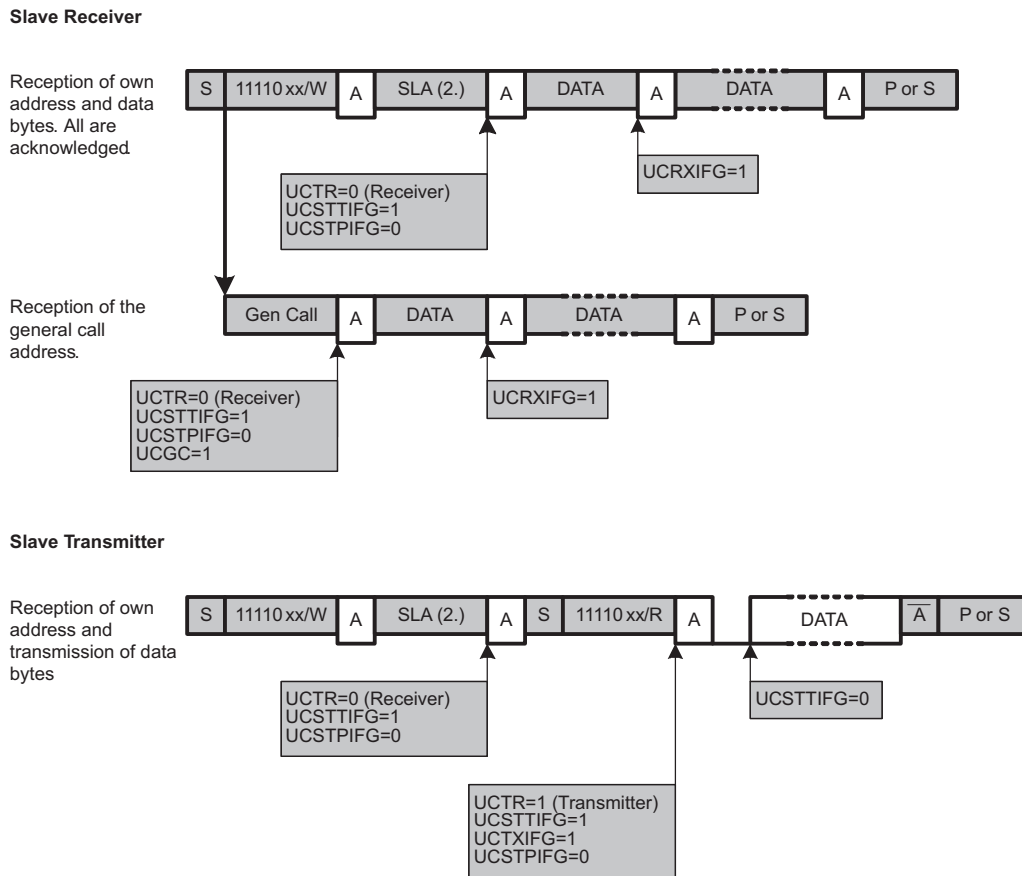 Slave Receiver
Reception of own
address and data
bytes. All are
acknowledged.
S 11110 xx/W A SLA (2.) A DATA A DATA A P or S
UCTR=0 (Receiver)
UCSTTIFG=1
UCSTPIFG=0
UCRXIFG=1
Reception of the
general call
address.
Gen Call A DATA A DATA A P or S
UCTR=0 (Receiver)
UCSTTIFG=1
UCSTPIFG=0
UCGC=1
UCRXIFG=1
Slave Transmitter
Reception of own
address and
transmission of data
bytes
S 11110 xx/W A SLA (2.) A S 11110 xx/R A DATA A̅ P or S
UCTR=0 (Receiver)
UCSTTIFG=1
UCSTPIFG=0
UCSTTIFG=0
UCTR=1 (Transmitter)
UCSTTIFG=1
UCTXIFG=1
UCSTPIFG=0